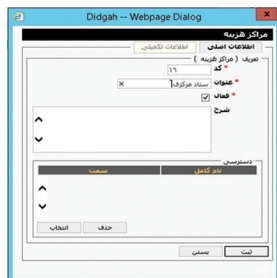 Didgah -- Webpage Dialog
x
مراکز هزینه
اطلاعات اصلی
اطلاعات تکمیلی
تعریف ( مراکز هزینه )
* کد
۱۶
* عنوان
ستاد مرکزی
* فعال
شرح
دسترسی
نام کامل
سمت
حذف
انتخاب
ثبت
بستن